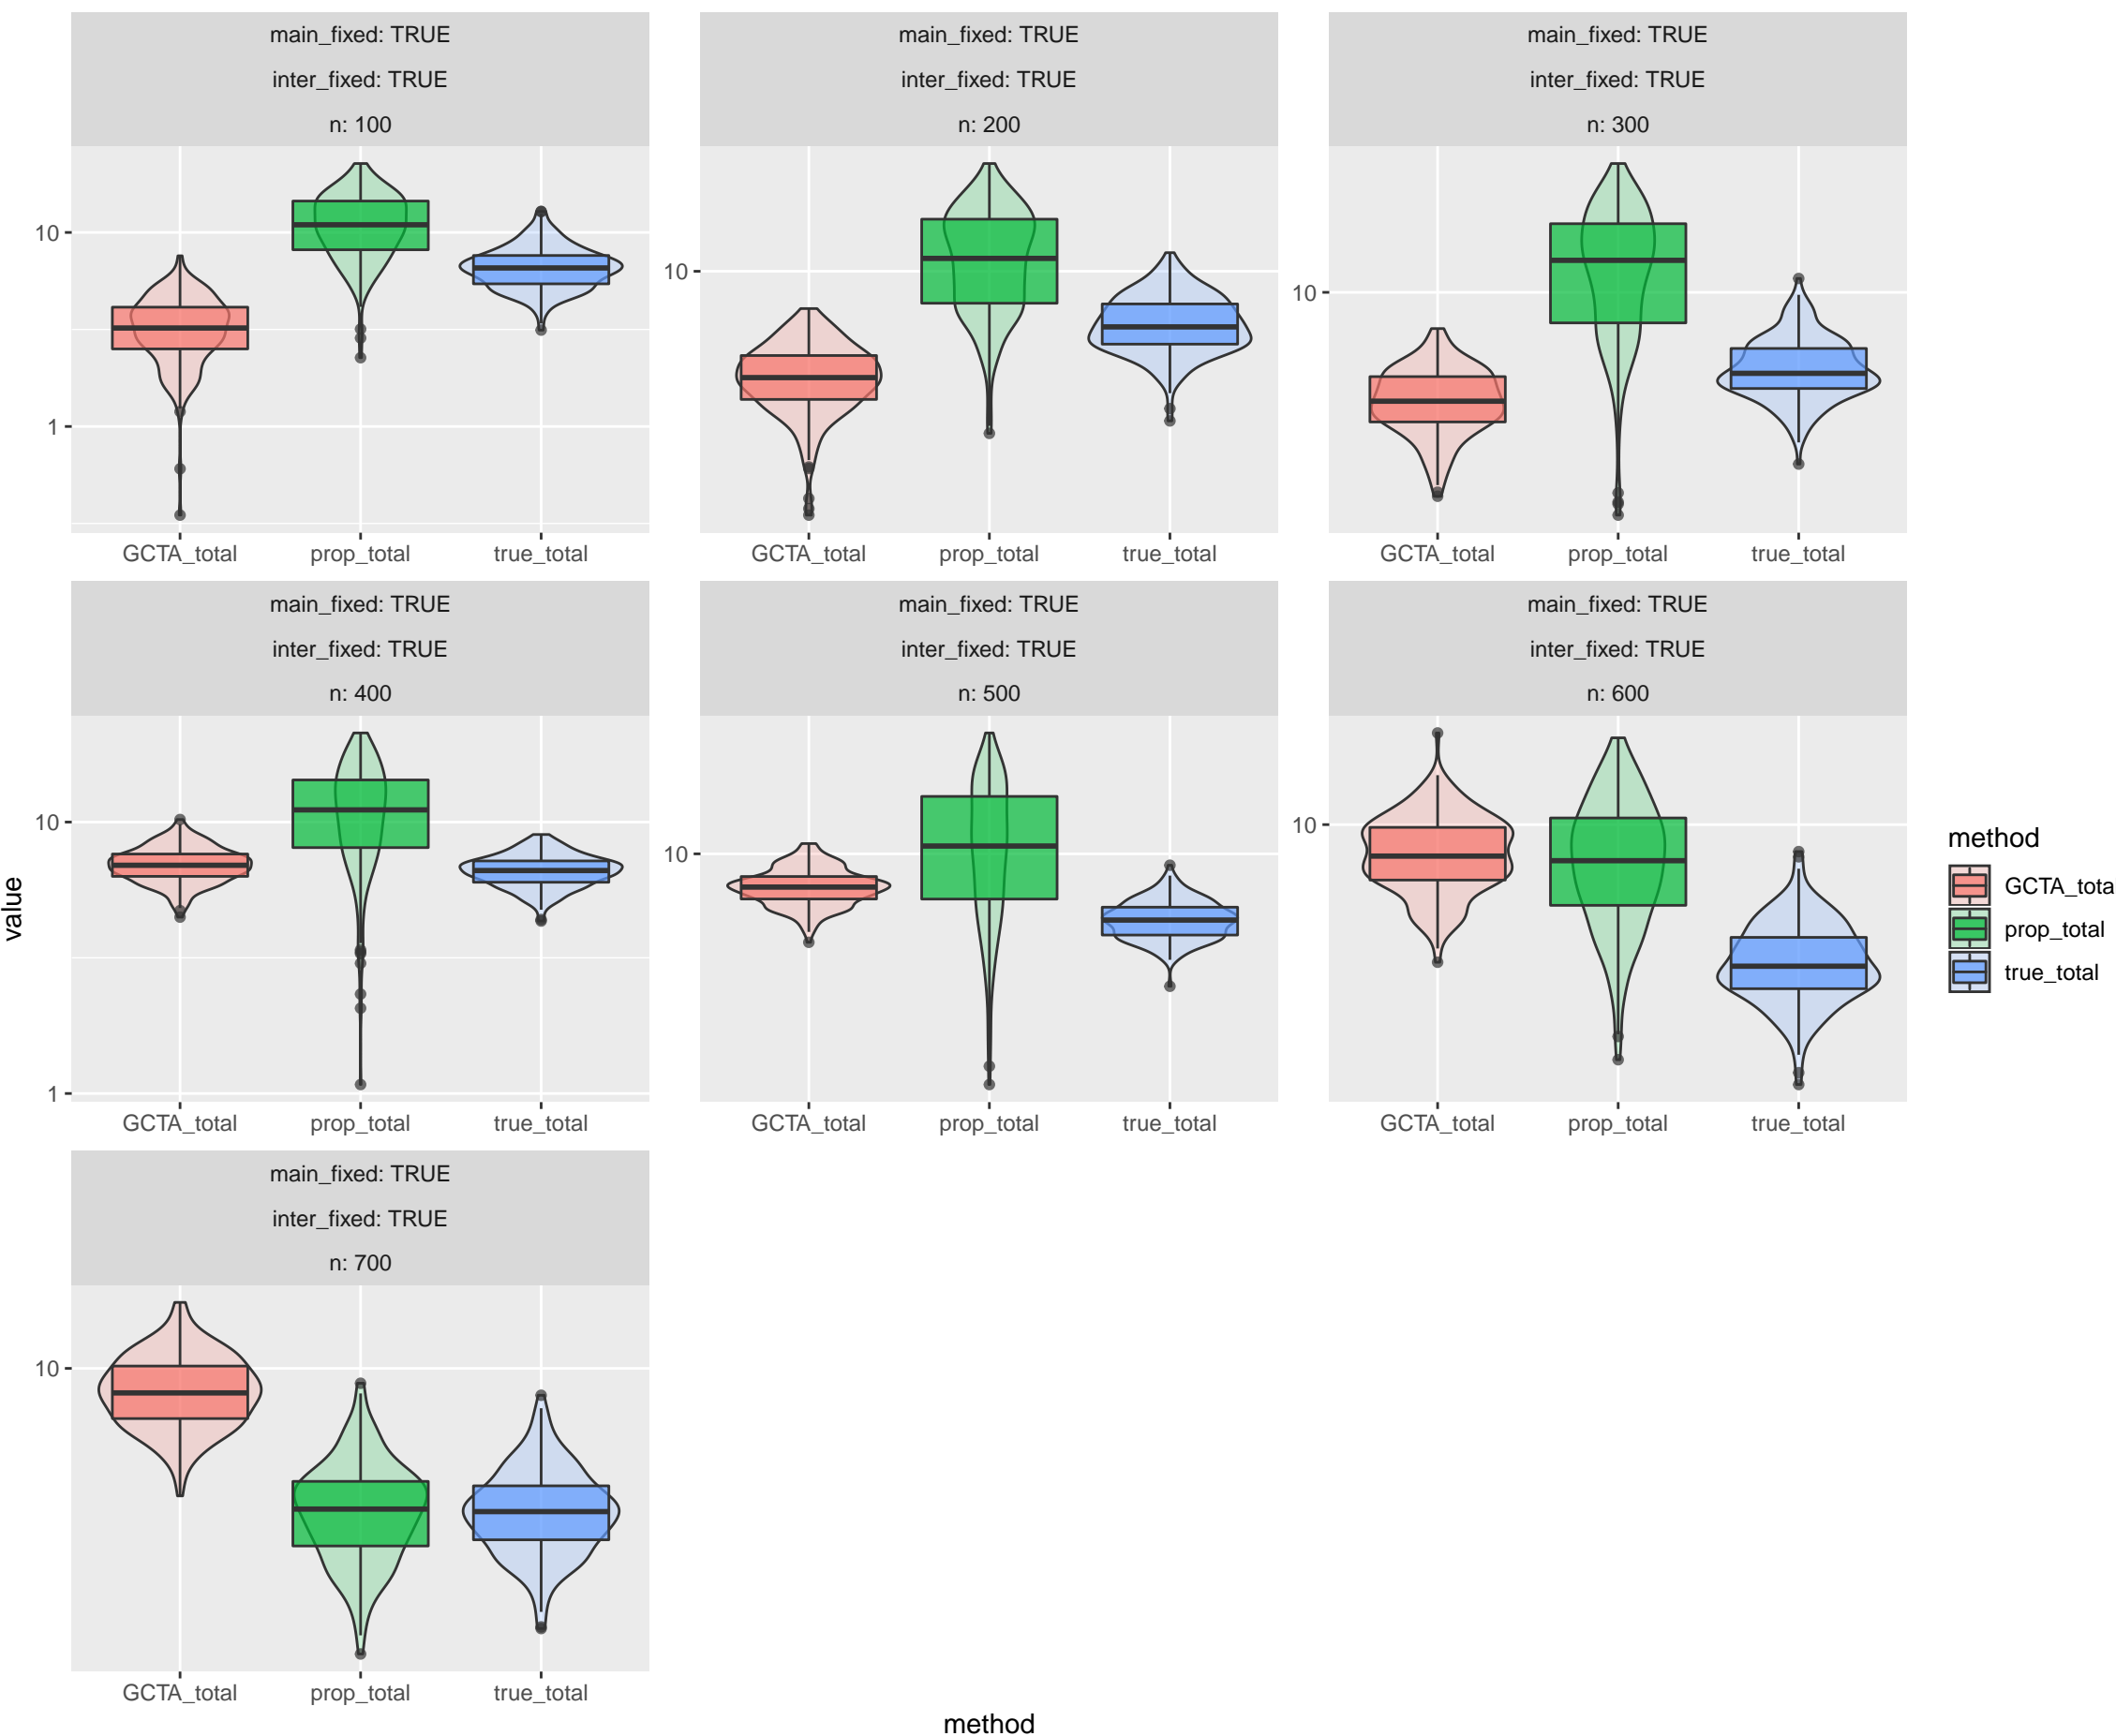 main_fixed: TRUE
inter_fixed: TRUE
n: 100
10
1
GCTA_total
prop_total
true_total
main_fixed: TRUE
inter_fixed: TRUE
n: 200
10
GCTA_total
prop_total
true_total
main_fixed: TRUE
inter_fixed: TRUE
n: 300
10
GCTA_total
prop_total
true_total
main_fixed: TRUE
inter_fixed: TRUE
n: 400
10
1
GCTA_total
prop_total
true_total
main_fixed: TRUE
inter_fixed: TRUE
n: 500
10
GCTA_total
prop_total
true_total
main_fixed: TRUE
inter_fixed: TRUE
n: 600
10
GCTA_total
prop_total
true_total
main_fixed: TRUE
inter_fixed: TRUE
n: 700
10
GCTA_total
prop_total
true_total
value
method
method
GCTA_tota
prop_total
true_total